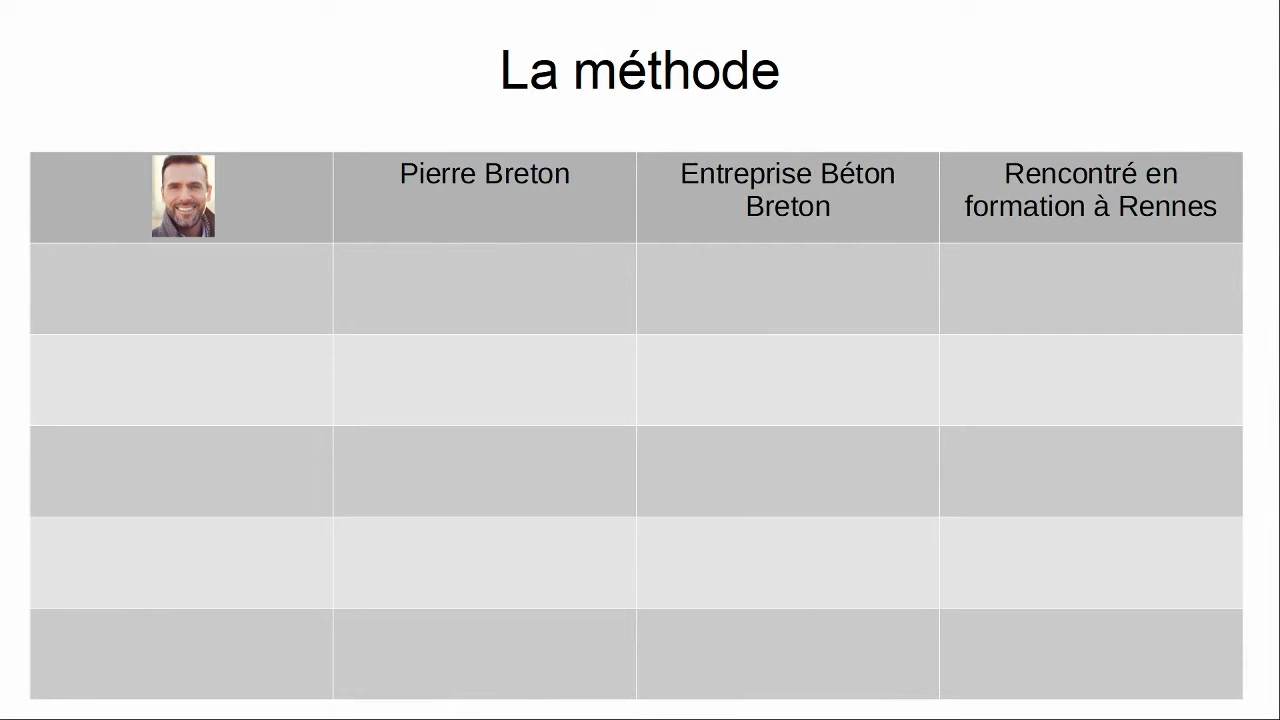 La méthode
Pierre Breton
Entreprise Béton
Breton
Rencontré en
formation à Rennes